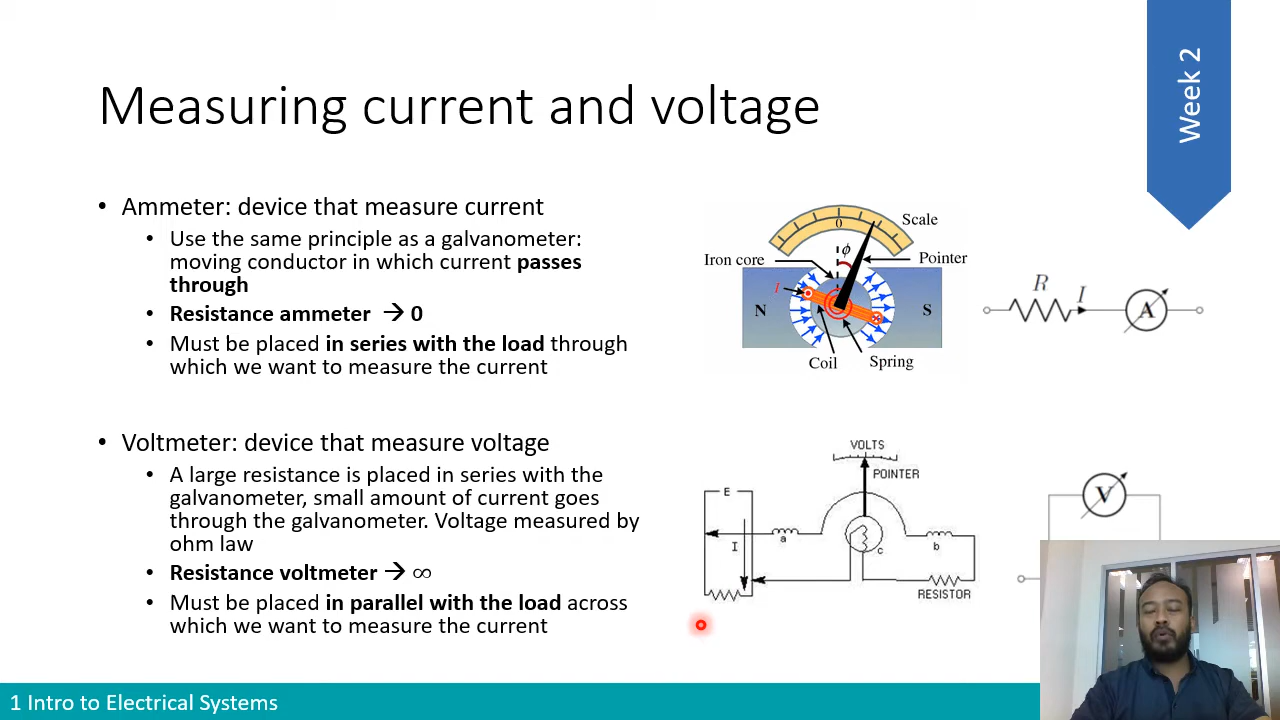 Week 2
Measuring current and voltage
• Ammeter: device that measure current
• Use the same principle as a galvanometer:
moving conductor in which current passes
through
• Resistance ammeter → 0
• Must be placed in series with the load through
which we want to measure the current
0
Scale
ϕ
Iron core
Pointer
I
N
S
Coil
Spring
R
I
A
• Voltmeter: device that measure voltage
• A large resistance is placed in series with the
galvanometer, small amount of current goes
through the galvanometer. Voltage measured by
ohm law
• Resistance voltmeter → ∞
• Must be placed in parallel with the load across
which we want to measure the current
VOLTS
POINTER
E
I
a
c
b
RESISTOR
V
1 Intro to Electrical Systems